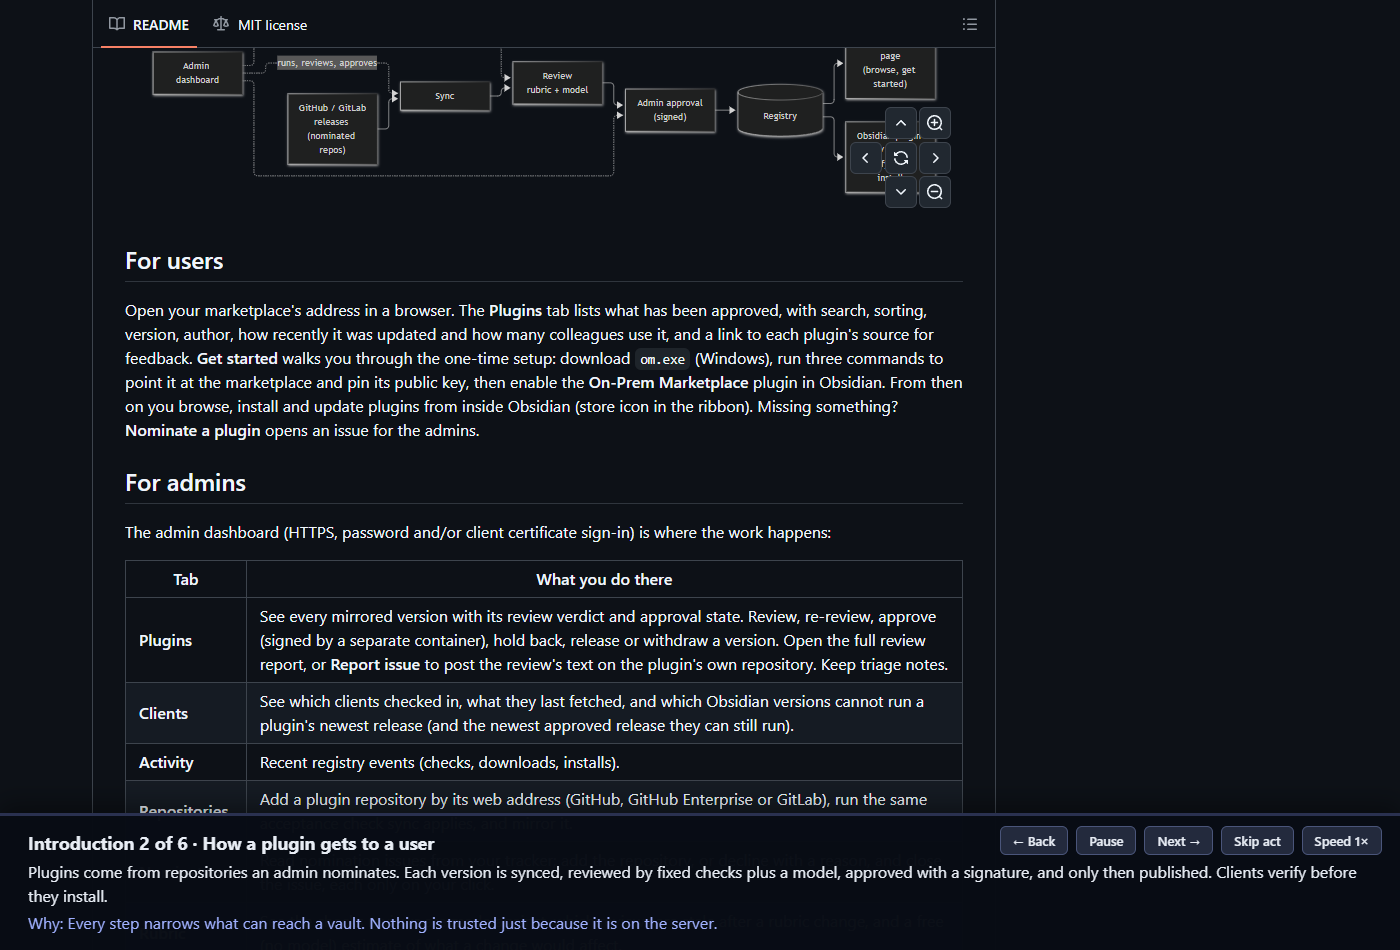 README
MIT license
Admin
dashboard
runs, reviews, approves
GitHub / GitLab
releases
(nominated
repos)
Sync
Review
rubric + model
Admin approval
(signed)
Registry
page
(browse, get
started)
For users
Open your marketplace's address in a browser. The Plugins tab lists what has been approved, with search, sorting,
version, author, how recently it was updated and how many colleagues use it, and a link to each plugin's source for
feedback. Get started walks you through the one-time setup: download om.exe (Windows), run three commands to
point it at the marketplace and pin its public key, then enable the On-Prem Marketplace plugin in Obsidian. From then
on you browse, install and update plugins from inside Obsidian (store icon in the ribbon). Missing something?
Nominate a plugin opens an issue for the admins.
For admins
The admin dashboard (HTTPS, password and/or client certificate sign-in) is where the work happens:
Tab
What you do there
Plugins
See every mirrored version with its review verdict and approval state. Review, re-review, approve
(signed by a separate container), hold back, release or withdraw a version. Open the full review
report, or Report issue to post the review's text on the plugin's own repository. Keep triage notes.
Clients
See which clients checked in, what they last fetched, and which Obsidian versions cannot run a
plugin's newest release (and the newest approved release they can still run).
Activity
Recent registry events (checks, downloads, installs).
Repositories
Add a plugin repository by its web address (GitHub, GitHub Enterprise or GitLab), run the same
Introduction 2 of 6 · How a plugin gets to a user
← Back
Pause
Next →
Skip act
Speed 1×
Plugins come from repositories an admin nominates. Each version is synced, reviewed by fixed checks plus a model, approved with a signature, and only then published. Clients verify before
they install.
Why: Every step narrows what can reach a vault. Nothing is trusted just because it is on the server.